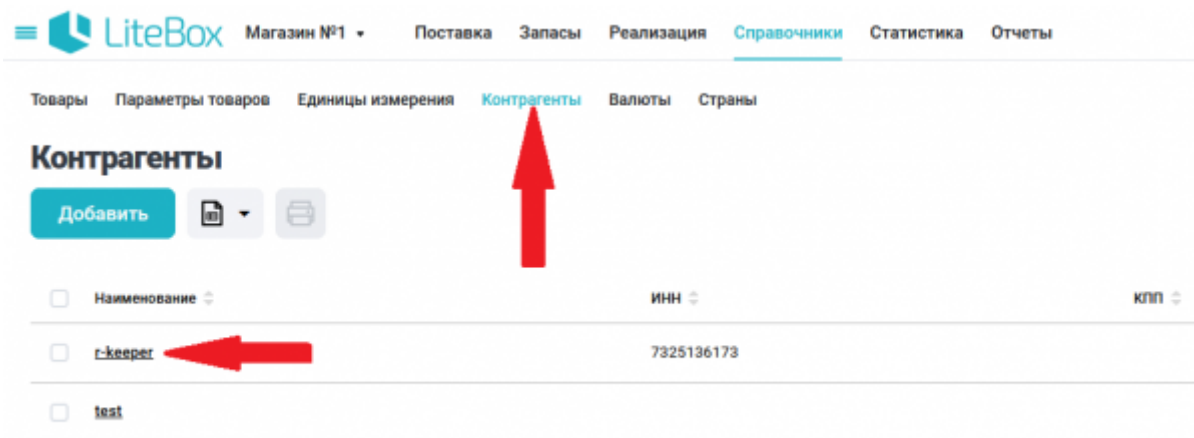 LiteBox Магазин №1 Поставка Запасы Реализация Справочники Статистика Отчеты
Товары Параметры товаров Единицы измерения Контрагенты Валюты Страны
Контрагенты
Добавить
Наименование ИНН КПП
r-keeper 7325136173
test